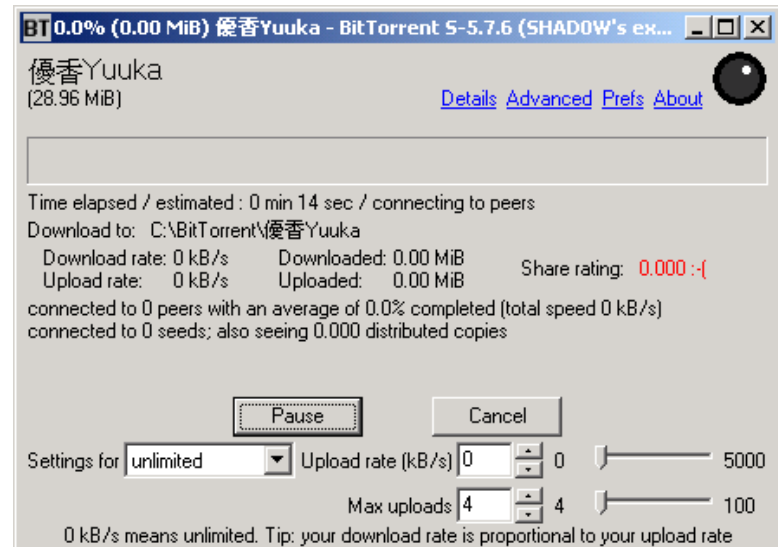 BT 0.0% (0.00 MiB) 優香Yuuka - BitTorrent S-5.7.6 (SHAD0W's ex...
優香Yuuka
(28.96 MiB)
Details Advanced Prefs About
Time elapsed / estimated : 0 min 14 sec / connecting to peers
Download to: C:\BitTorrent\優香Yuuka
Download rate: 0 kB/s Downloaded: 0.00 MiB
Upload rate: 0 kB/s Uploaded: 0.00 MiB
Share rating: 0.000 :-(
connected to 0 peers with an average of 0.0% completed (total speed 0 kB/s)
connected to 0 seeds; also seeing 0.000 distributed copies
Pause Cancel
Settings for unlimited Upload rate (kB/s) 0 0 5000
Max uploads 4 4 100
0 kB/s means unlimited. Tip: your download rate is proportional to your upload rate